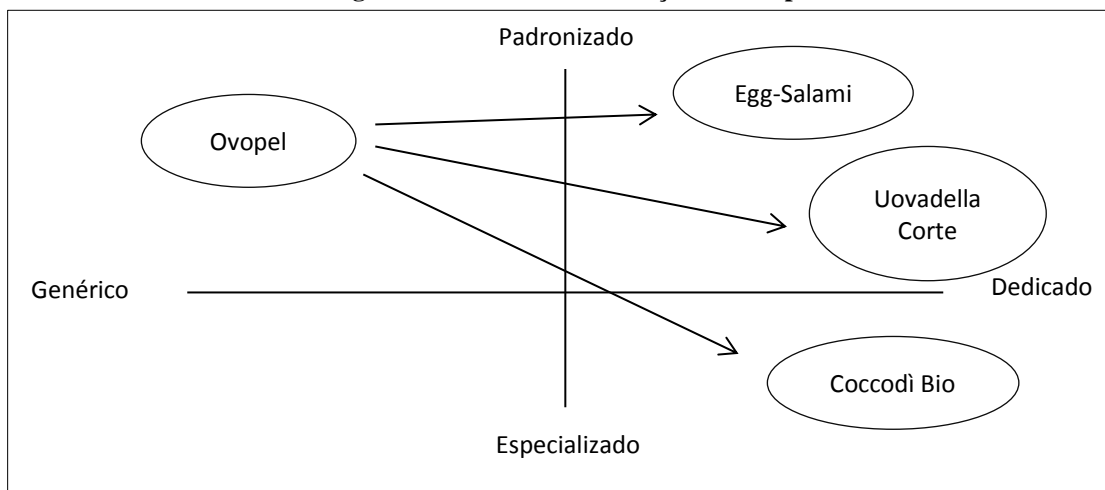 Padronizado
Egg-Salami
Ovopel
Uovadella
Corte
Genérico
Dedicado
Coccodì Bio
Especializado